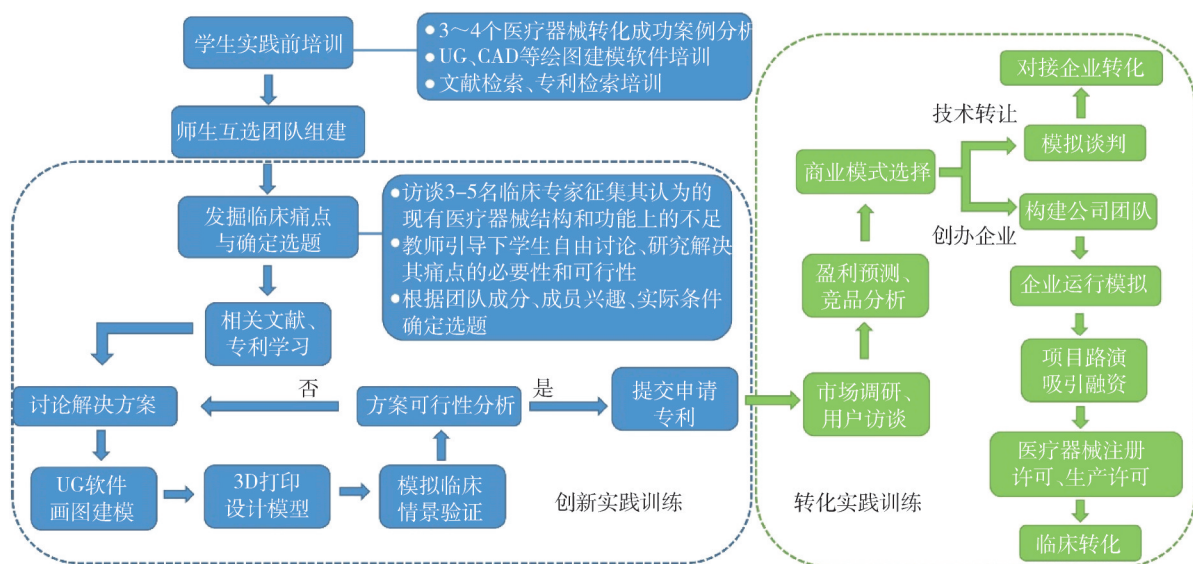 学生实践前培训
●3～4个医疗器械转化成功案例分析
●UG、CAD等绘图建模软件培训
●文献检索、专利检索培训
师生互选团队组建
发掘临床痛点
与确定选题
●访谈3-5名临床专家征集其认为的
现有医疗器械结构和功能上的不足
●教师引导下学生自由讨论、研究解决
其痛点的必要性和可行性
●根据团队成分、成员兴趣、实际条件
确定选题
相关文献、
专利学习
讨论解决方案
UG软件
画图建模
3D打印
设计模型
模拟临床
情景验证
方案可行性分析
否
是
提交申请
专利
创新实践训练
市场调研、
用户访谈
盈利预测、
竞品分析
商业模式选择
技术转让
模拟谈判
对接企业转化
创办企业
构建公司团队
企业运行模拟
项目路演
吸引融资
医疗器械注册
许可、生产许可
临床转化
转化实践训练